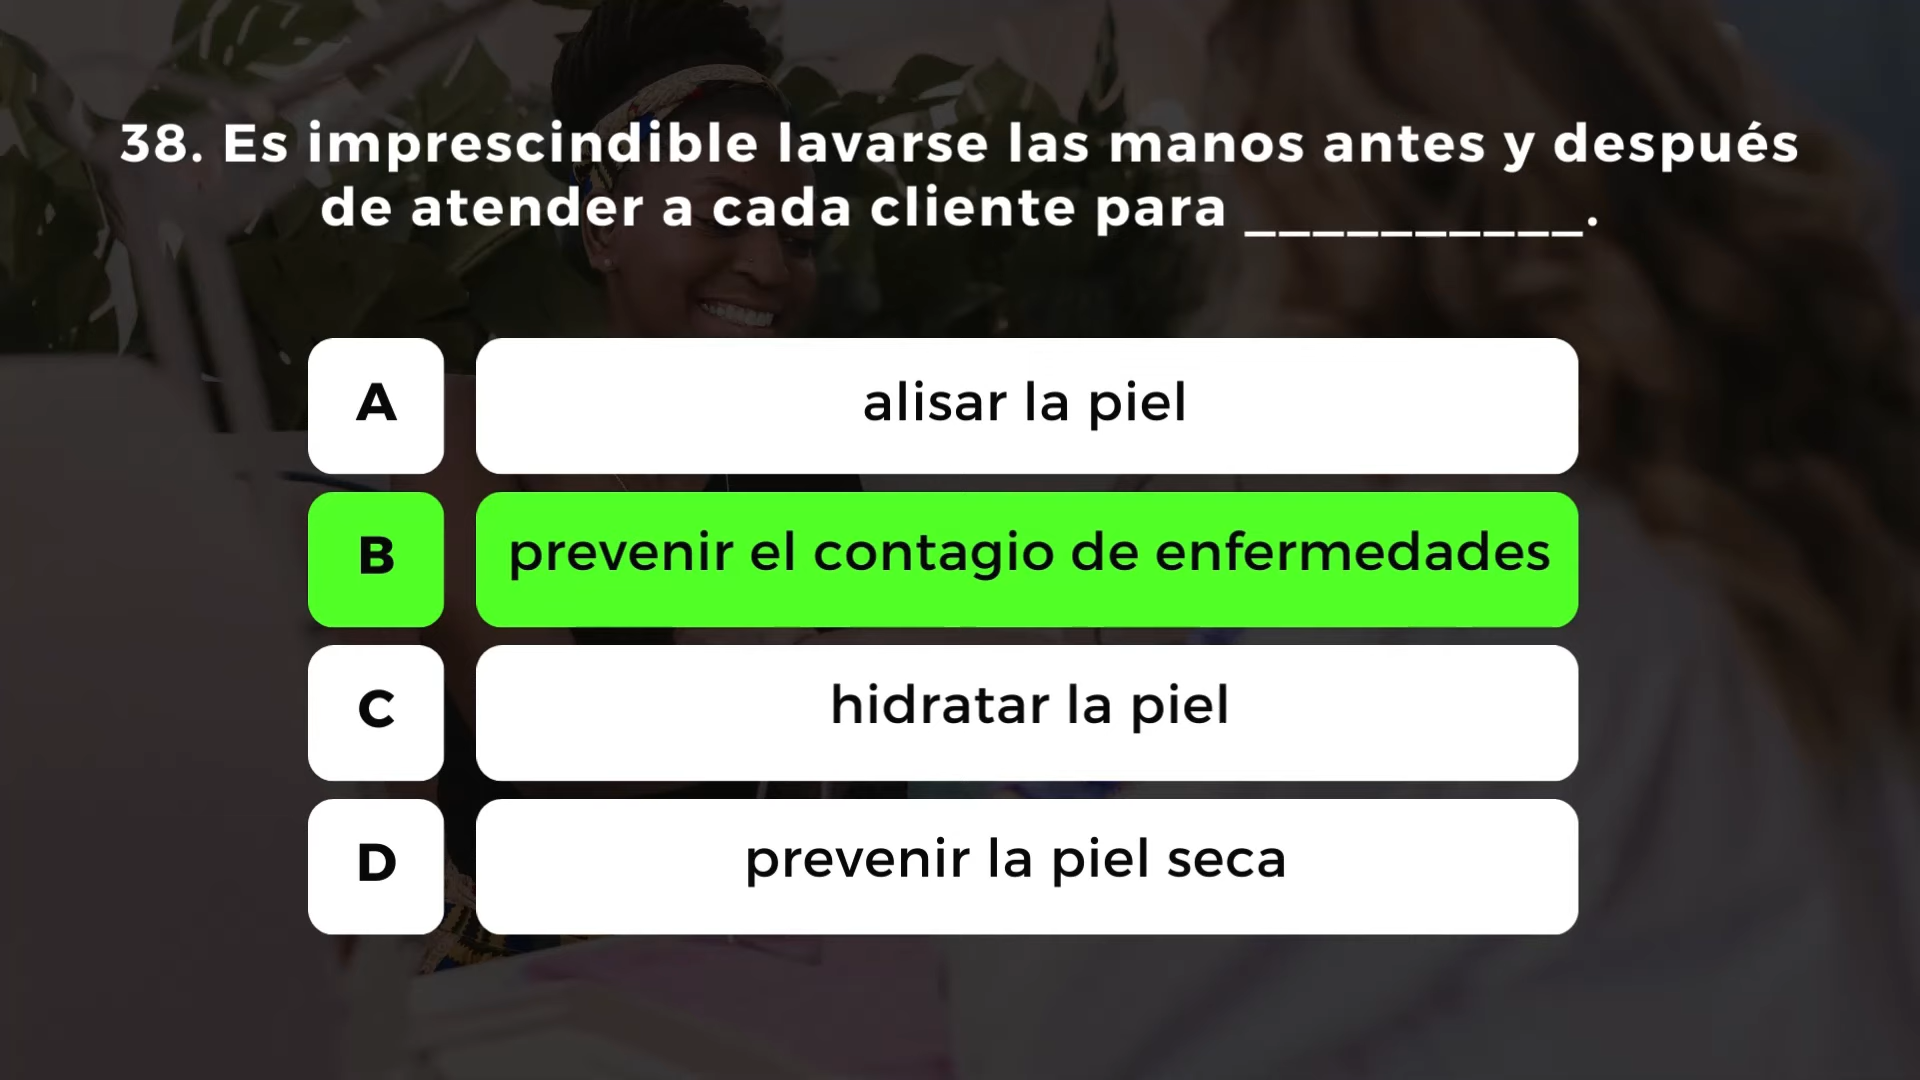 38. Es imprescindible lavarse las manos antes y después
de atender a cada cliente para __________.
A
alisar la piel
B
prevenir el contagio de enfermedades
C
hidratar la piel
D
prevenir la piel seca